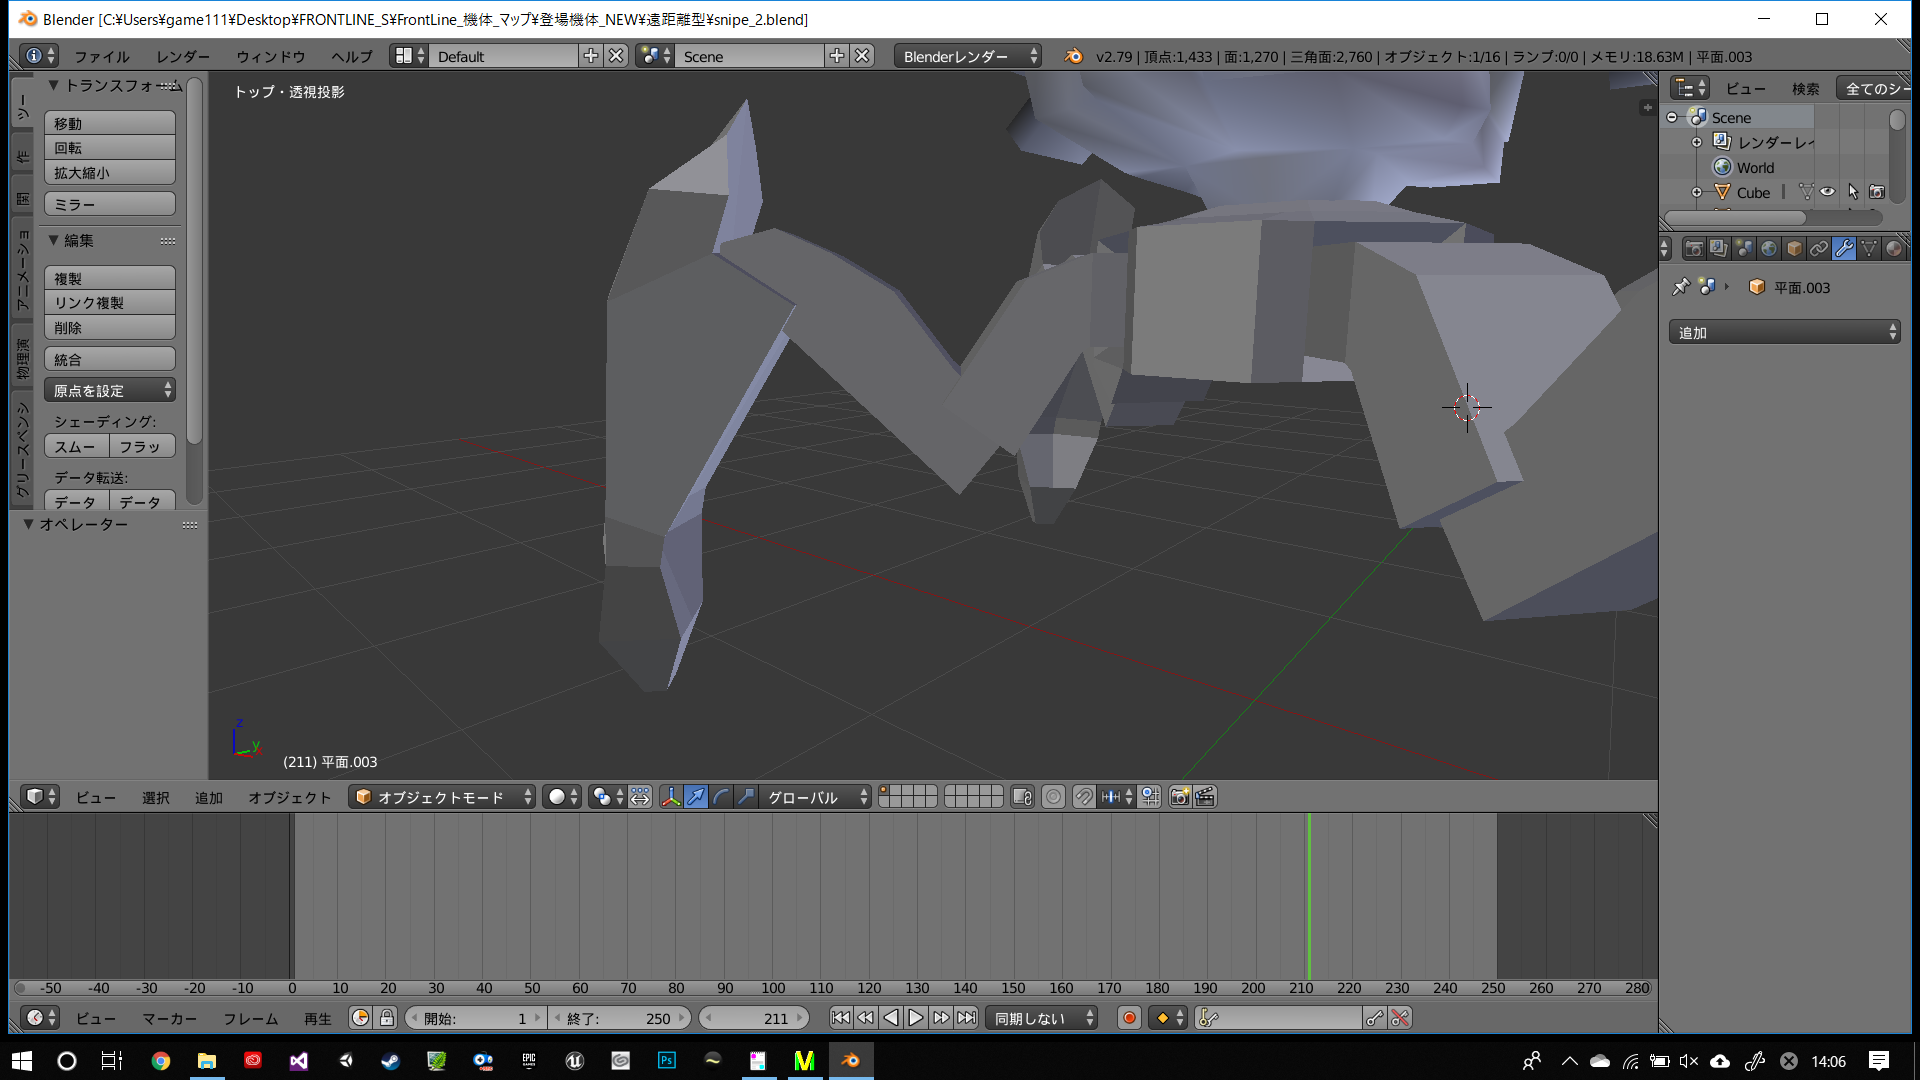 Blender [C:¥Users¥game111¥Desktop¥FRONTLINE_S¥FrontLine_機体_マップ¥登場機体_NEW¥遠距離型¥snipe_2.blend]
ファイル レンダー ウィンドウ ヘルプ Default Scene Blenderレンダー v2.79 | 頂点:1,433 | 面:1,270 | 三角面:2,760 | オブジェクト:1/16 | ランプ:0/0 | メモリ:18.63M | 平面.003
トランスフォーム
移動
回転
拡大縮小
ミラー
編集
複製
リンク複製
削除
統合
原点を設定
シェーディング:
スムー フラッ
データ転送:
データ データ
オペレーター
ツー
作
関
アニメーショ
物理演
グリースペンシ
トップ・透視投影
z
y
(211) 平面.003
ビュー 検索 全てのシー
Scene
レンダーレイ
World
Cube
平面.003
追加
ビュー 選択 追加 オブジェクト オブジェクトモード グローバル
-50 -40 -30 -20 -10 0 10 20 30 40 50 60 70 80 90 100 110 120 130 140 150 160 170 180 190 200 210 220 230 240 250 260 270 280
ビュー マーカー フレーム 再生 開始: 1 終了: 250 211 同期しない
EPIC GAMES Ps M 14:06